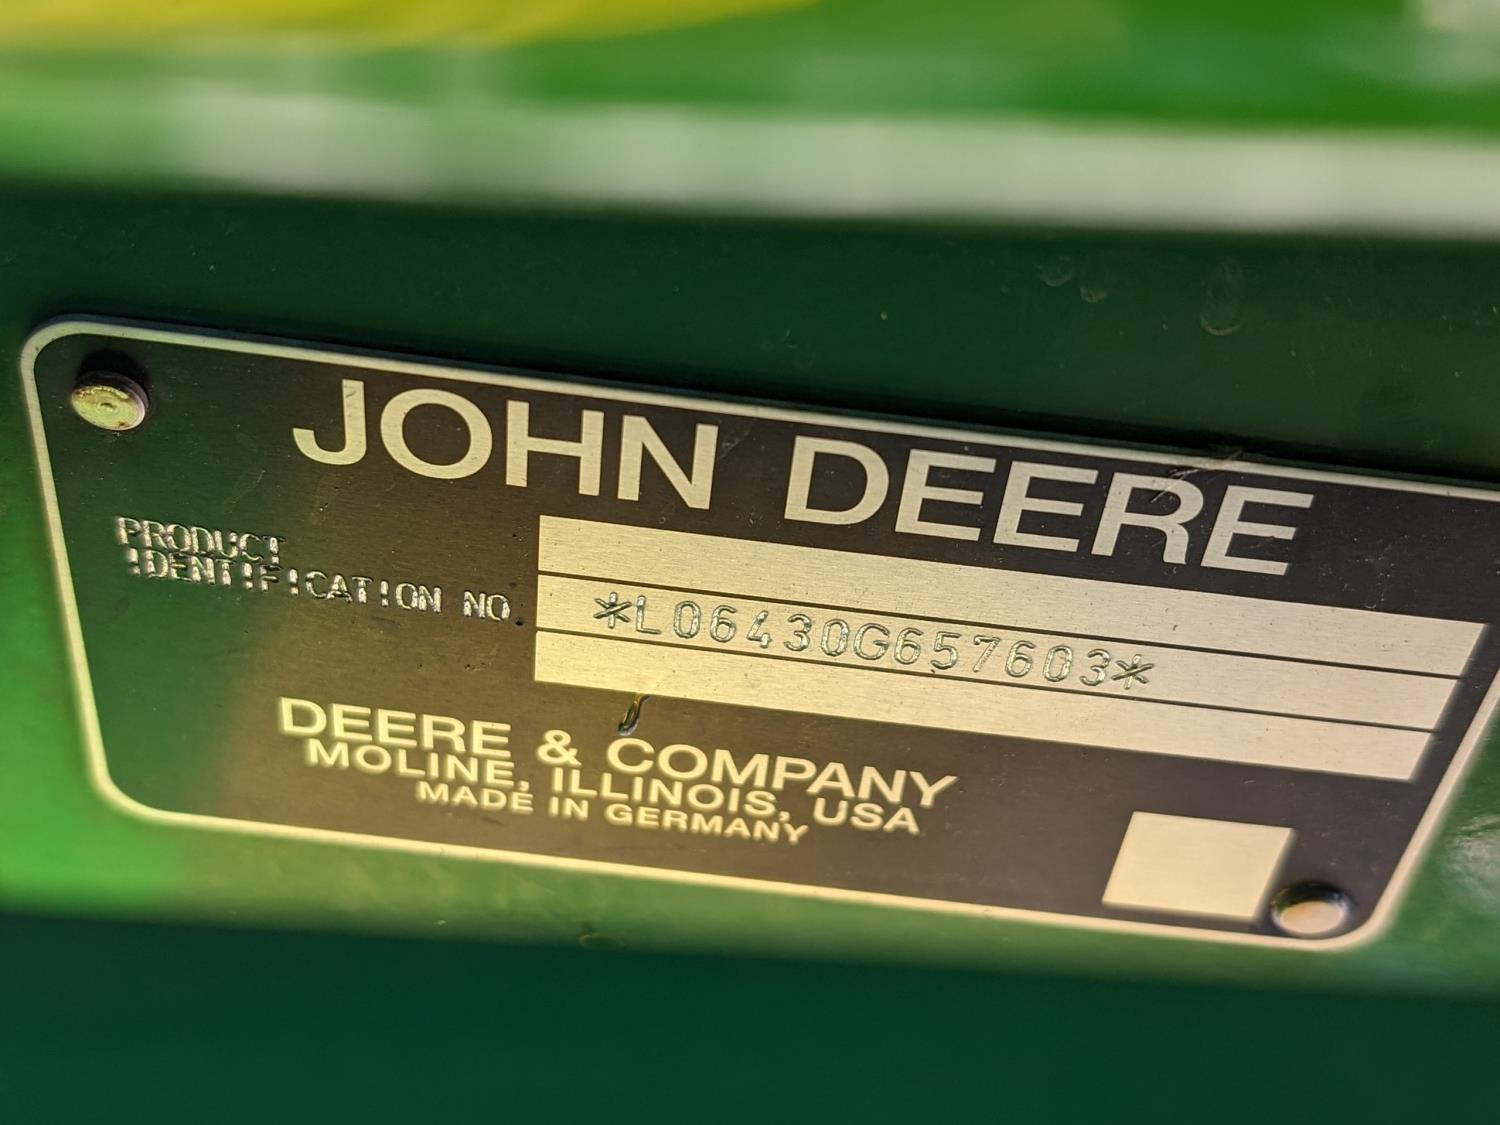 JOHN DEERE
PRODUCT
IDENTIFICATION NO.
*L06430G657603*
DEERE & COMPANY
MOLINE, ILLINOIS, USA
MADE IN GERMANY